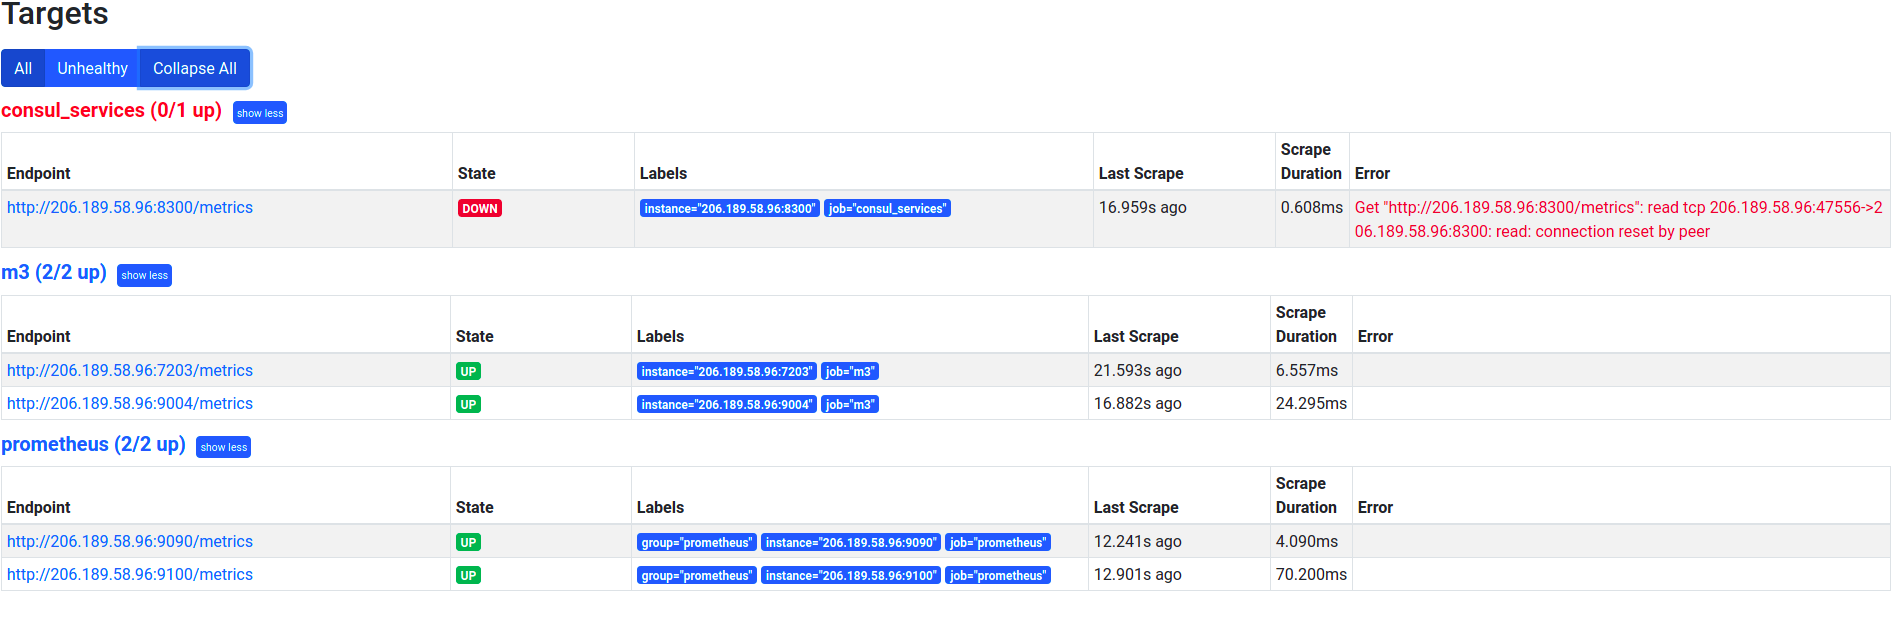 Targets
All Unhealthy Collapse All
consul_services (0/1 up) show less
Scrape
Endpoint State Labels Last Scrape Duration Error
http://206.189.58.96:8300/metrics DOWN instance="206.189.58.96:8300" job="consul_services" 16.959s ago 0.608ms Get "http://206.189.58.96:8300/metrics": read tcp 206.189.58.96:47556->2
06.189.58.96:8300: read: connection reset by peer
m3 (2/2 up) show less
Scrape
Endpoint State Labels Last Scrape Duration Error
http://206.189.58.96:7203/metrics UP instance="206.189.58.96:7203" job="m3" 21.593s ago 6.557ms
http://206.189.58.96:9004/metrics UP instance="206.189.58.96:9004" job="m3" 16.882s ago 24.295ms
prometheus (2/2 up) show less
Scrape
Endpoint State Labels Last Scrape Duration Error
http://206.189.58.96:9090/metrics UP group="prometheus" instance="206.189.58.96:9090" job="prometheus" 12.241s ago 4.090ms
http://206.189.58.96:9100/metrics UP group="prometheus" instance="206.189.58.96:9100" job="prometheus" 12.901s ago 70.200ms